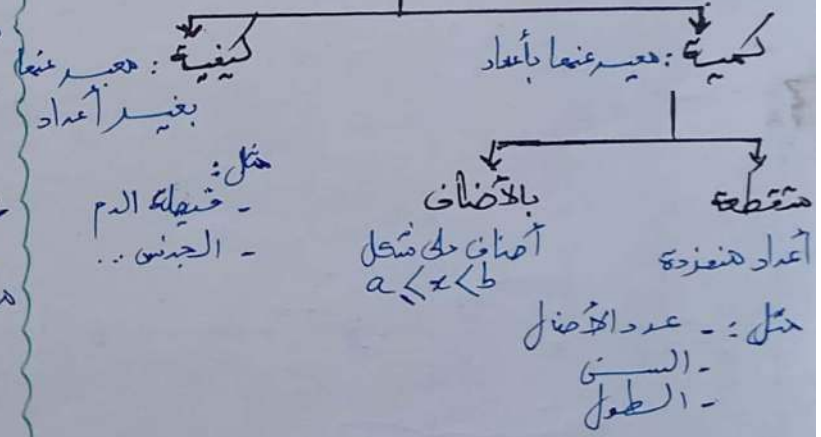 كمية : معبر عنها بأعداد
كيفية : معبر عنها
بغير أعداد
مثل :
- فصيلة الدم
- الجنس ..
متقطعة
أعداد منفردة
مثل : - عدد الأطفال
- السن
- الطول
بالأصناف
أصناف على شكل
a ⩽ x < b